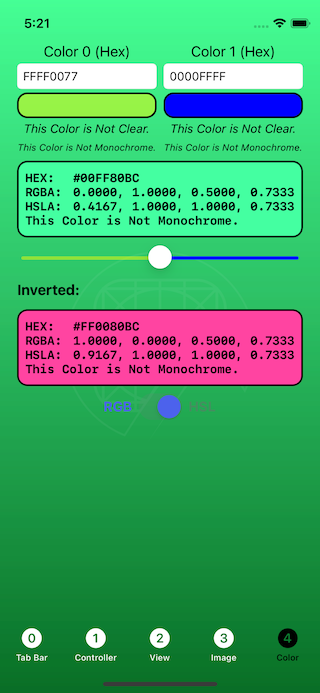 5:21
Color 0 (Hex) Color 1 (Hex)
FFFF0077 0000FFFF
This Color is Not Clear. This Color is Not Clear.
This Color is Not Monochrome. This Color is Not Monochrome.
HEX: #00FF80BC
RGBA: 0.0000, 1.0000, 0.5000, 0.7333
HSLA: 0.4167, 1.0000, 1.0000, 0.7333
This Color is Not Monochrome.
Inverted:
HEX: #FF0080BC
RGBA: 1.0000, 0.0000, 0.5000, 0.7333
HSLA: 0.9167, 1.0000, 1.0000, 0.7333
This Color is Not Monochrome.
RGB HSL
0 1 2 3 4
Tab Bar Controller View Image Color